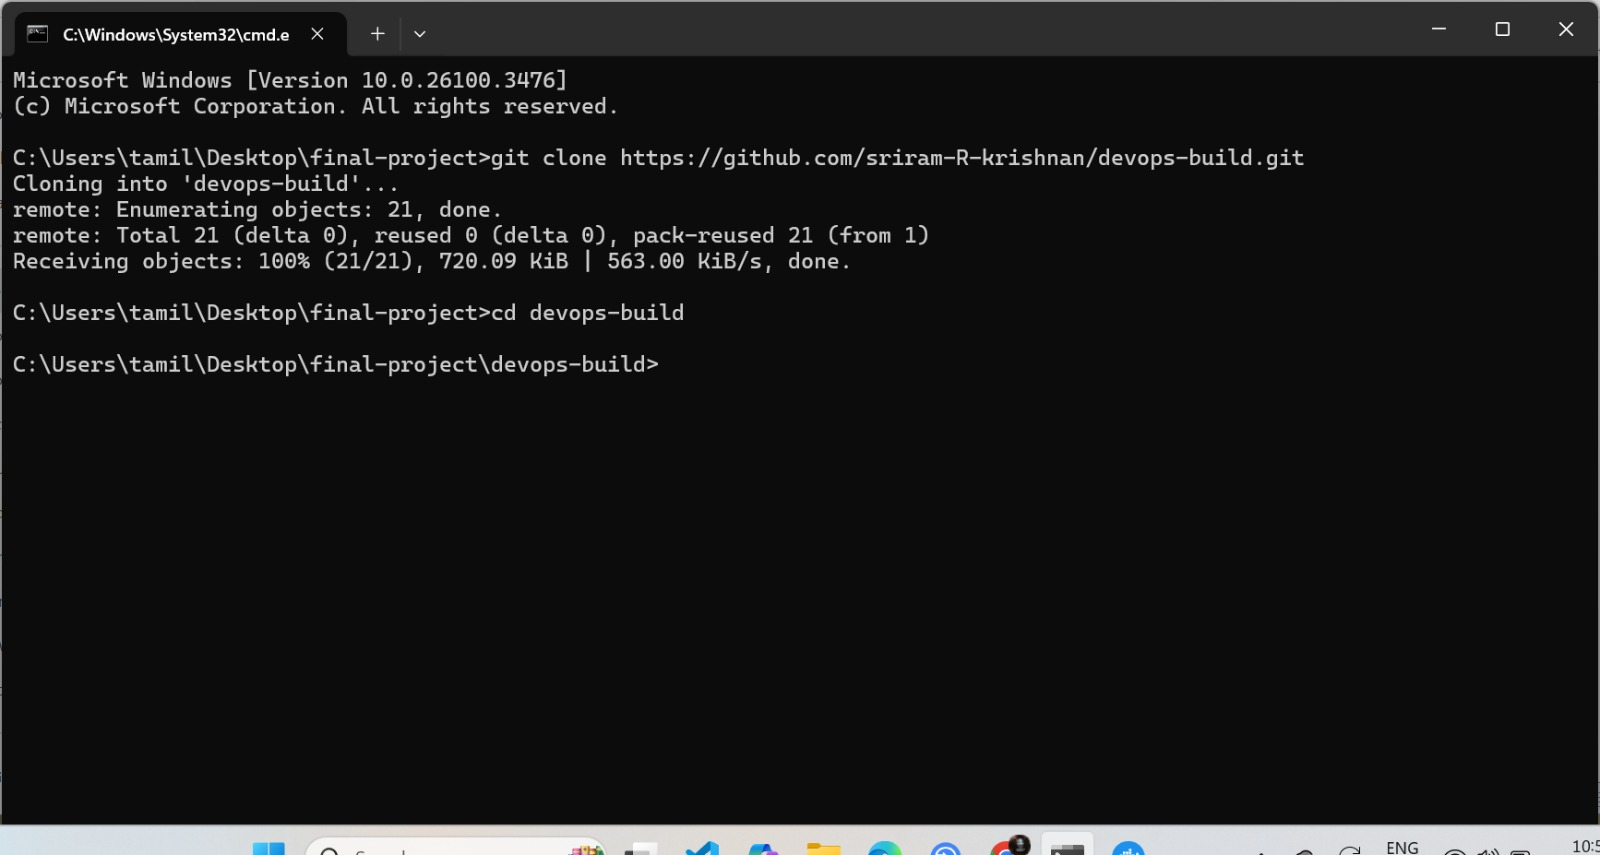 C:\Windows\System32\cmd.e
Microsoft Windows [Version 10.0.26100.3476]
(c) Microsoft Corporation. All rights reserved.
C:\Users\tamil\Desktop\final-project>git clone https://github.com/sriram-R-krishnan/devops-build.git
Cloning into 'devops-build'...
remote: Enumerating objects: 21, done.
remote: Total 21 (delta 0), reused 0 (delta 0), pack-reused 21 (from 1)
Receiving objects: 100% (21/21), 720.09 KiB | 563.00 KiB/s, done.
C:\Users\tamil\Desktop\final-project>cd devops-build
C:\Users\tamil\Desktop\final-project\devops-build>
ENG